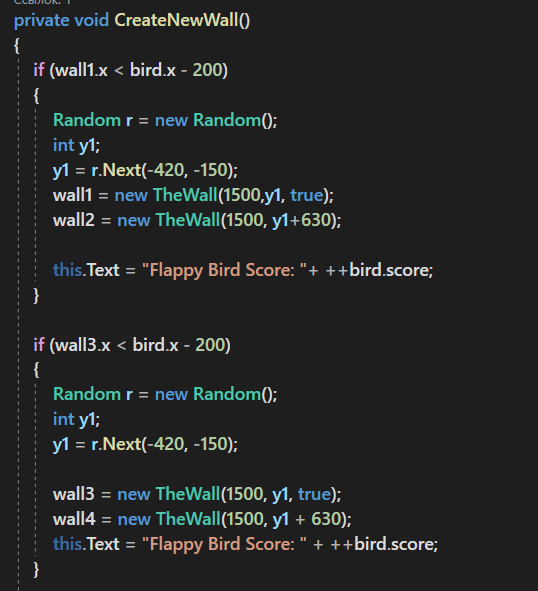 Ссылок: 1
private void CreateNewWall()
{
if (wall1.x < bird.x - 200)
{
Random r = new Random();
int y1;
y1 = r.Next(-420, -150);
wall1 = new TheWall(1500,y1, true);
wall2 = new TheWall(1500, y1+630);
this.Text = "Flappy Bird Score: "+ ++bird.score;
}
if (wall3.x < bird.x - 200)
{
Random r = new Random();
int y1;
y1 = r.Next(-420, -150);
wall3 = new TheWall(1500, y1, true);
wall4 = new TheWall(1500, y1 + 630);
this.Text = "Flappy Bird Score: " + ++bird.score;
}